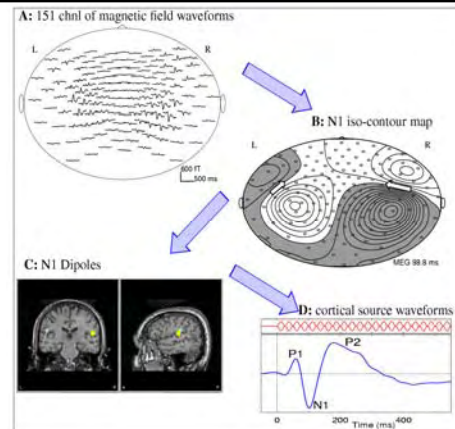 A: 151 chnl of magnetic field waveforms
L
R
600 fT
500 ms
B: N1 iso-contour map
L
R
MEG 98.8 ms
C: N1 Dipoles
D: cortical source waveforms
P1
P2
N1
0 200 400
Time (ms)